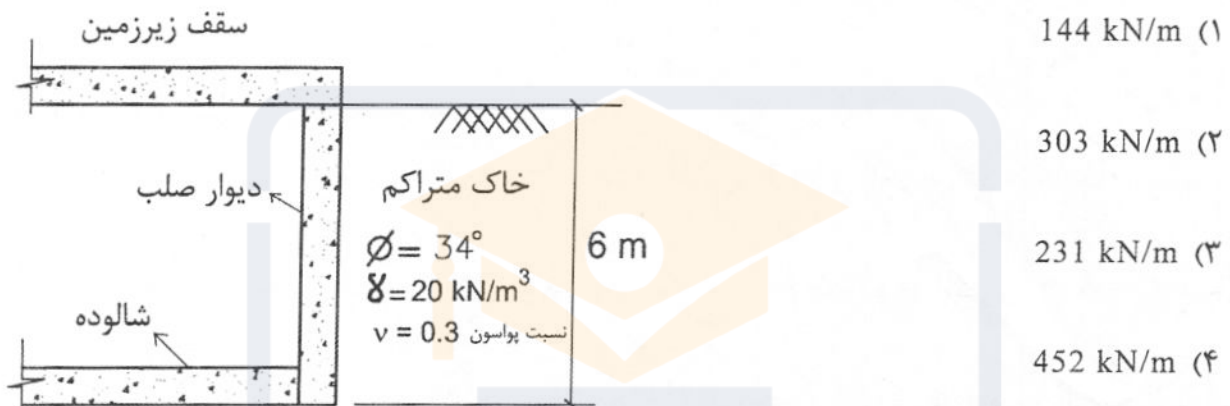 سقف زیرزمین
دیوار صلب
شالوده
خاک متراکم
Ø = 34°
γ = 20 kN/m³
نسبت پواسون ν = 0.3
6 m
۱) 144 kN/m
۲) 303 kN/m
۳) 231 kN/m
۴) 452 kN/m